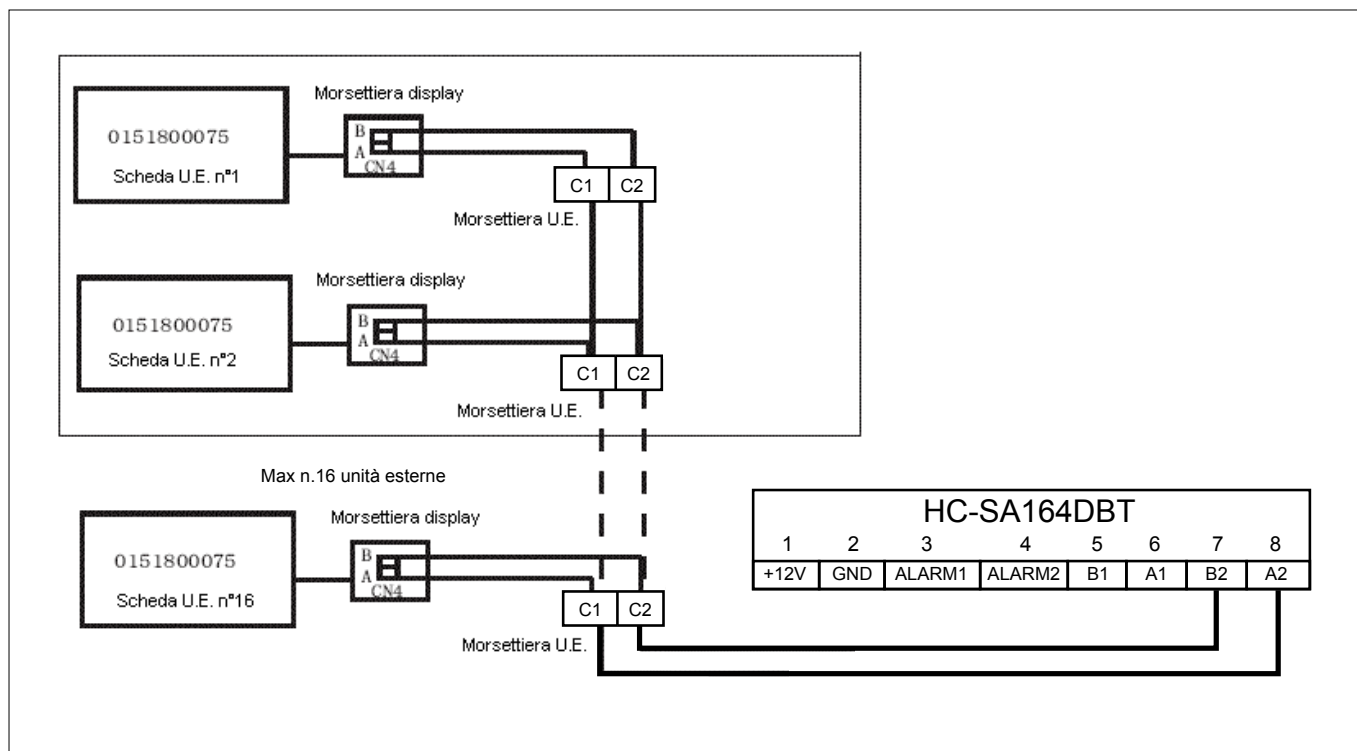 Morsettiera display
0151800075
Scheda U.E. n°1
B
A
CN4
C1 C2
Morsettiera U.E.
Morsettiera display
0151800075
Scheda U.E. n°2
B
A
CN4
C1 C2
Morsettiera U.E.
Max n.16 unità esterne
Morsettiera display
0151800075
Scheda U.E. n°16
B
A
CN4
C1 C2
Morsettiera U.E.
HC-SA164DBT
1 2 3 4 5 6 7 8
+12V GND ALARM1 ALARM2 B1 A1 B2 A2